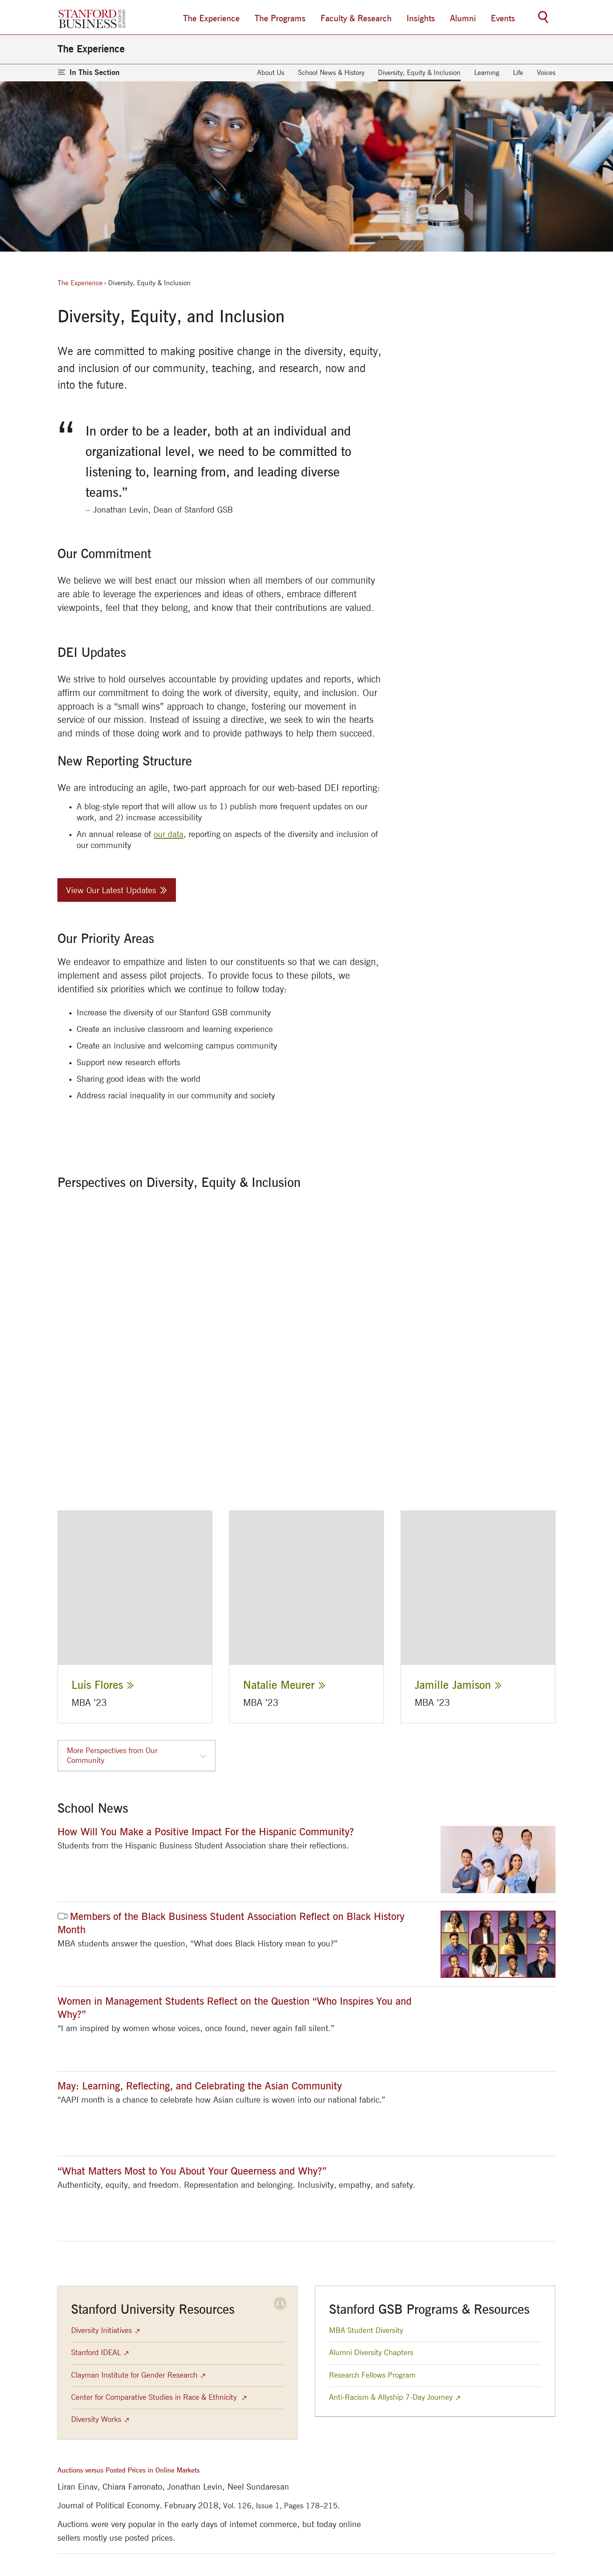 STANFORD
BUSINESS
The Experience
The Programs
Faculty & Research
Insights
Alumni
Events
The Experience
In This Section
About Us
School News & History
Diversity, Equity & Inclusion
Learning
Life
Voices
The Experience › Diversity, Equity & Inclusion
Diversity, Equity, and Inclusion
We are committed to making positive change in the diversity, equity,
and inclusion of our community, teaching, and research, now and
into the future.
“ In order to be a leader, both at an individual and
organizational level, we need to be committed to
listening to, learning from, and leading diverse
teams.”
– Jonathan Levin, Dean of Stanford GSB
Our Commitment
We believe we will best enact our mission when all members of our community
are able to leverage the experiences and ideas of others, embrace different
viewpoints, feel that they belong, and know that their contributions are valued.
DEI Updates
We strive to hold ourselves accountable by providing updates and reports, which
affirm our commitment to doing the work of diversity, equity, and inclusion. Our
approach is a “small wins” approach to change, fostering our movement in
service of our mission. Instead of issuing a directive, we seek to win the hearts
and minds of those doing work and to provide pathways to help them succeed.
New Reporting Structure
We are introducing an agile, two-part approach for our web-based DEI reporting:
• A blog-style report that will allow us to 1) publish more frequent updates on our
work, and 2) increase accessibility
• An annual release of our data, reporting on aspects of the diversity and inclusion of
our community
View Our Latest Updates
Our Priority Areas
We endeavor to empathize and listen to our constituents so that we can design,
implement and assess pilot projects. To provide focus to these pilots, we
identified six priorities which we continue to follow today:
• Increase the diversity of our Stanford GSB community
• Create an inclusive classroom and learning experience
• Create an inclusive and welcoming campus community
• Support new research efforts
• Sharing good ideas with the world
• Address racial inequality in our community and society
Perspectives on Diversity, Equity & Inclusion
Luis Flores
MBA ’23
Natalie Meurer
MBA ’23
Jamille Jamison
MBA ’23
More Perspectives from Our
Community
School News
How Will You Make a Positive Impact For the Hispanic Community?
Students from the Hispanic Business Student Association share their reflections.
Members of the Black Business Student Association Reflect on Black History
Month
MBA students answer the question, “What does Black History mean to you?”
Women in Management Students Reflect on the Question “Who Inspires You and
Why?”
“I am inspired by women whose voices, once found, never again fall silent.”
May: Learning, Reflecting, and Celebrating the Asian Community
“AAPI month is a chance to celebrate how Asian culture is woven into our national fabric.”
“What Matters Most to You About Your Queerness and Why?”
Authenticity, equity, and freedom. Representation and belonging. Inclusivity, empathy, and safety.
Stanford University Resources
Diversity Initiatives
Stanford IDEAL
Clayman Institute for Gender Research
Center for Comparative Studies in Race & Ethnicity
Diversity Works
Stanford GSB Programs & Resources
MBA Student Diversity
Alumni Diversity Chapters
Research Fellows Program
Anti-Racism & Allyship 7-Day Journey
Auctions versus Posted Prices in Online Markets
Liran Einav, Chiara Farronato, Jonathan Levin, Neel Sundaresan
Journal of Political Economy. February 2018, Vol. 126, Issue 1, Pages 178–215.
Auctions were very popular in the early days of internet commerce, but today online
sellers mostly use posted prices.